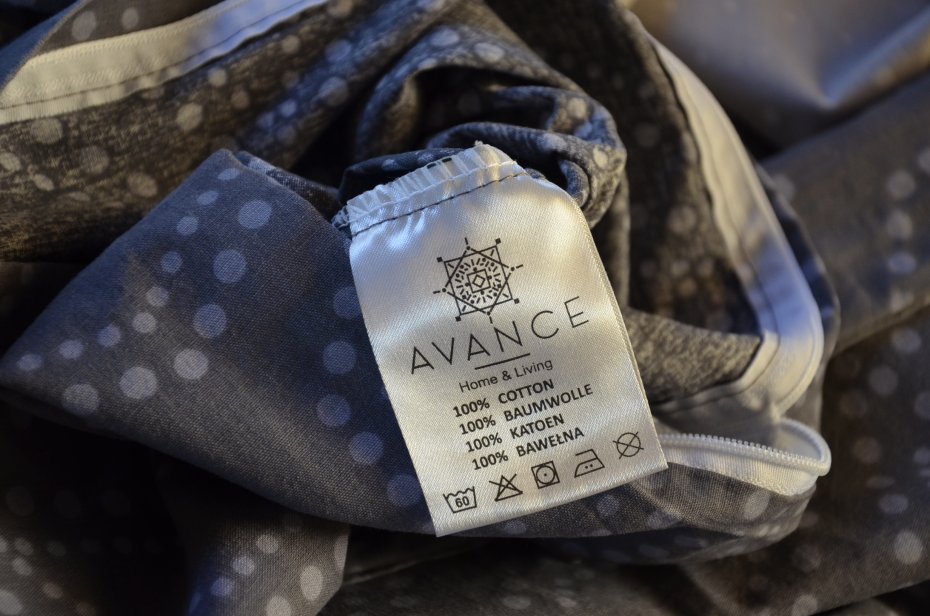 AVANCE
Home & Living
100% COTTON
100% BAUMWOLLE
100% KATOEN
100% BAWEŁNA
60